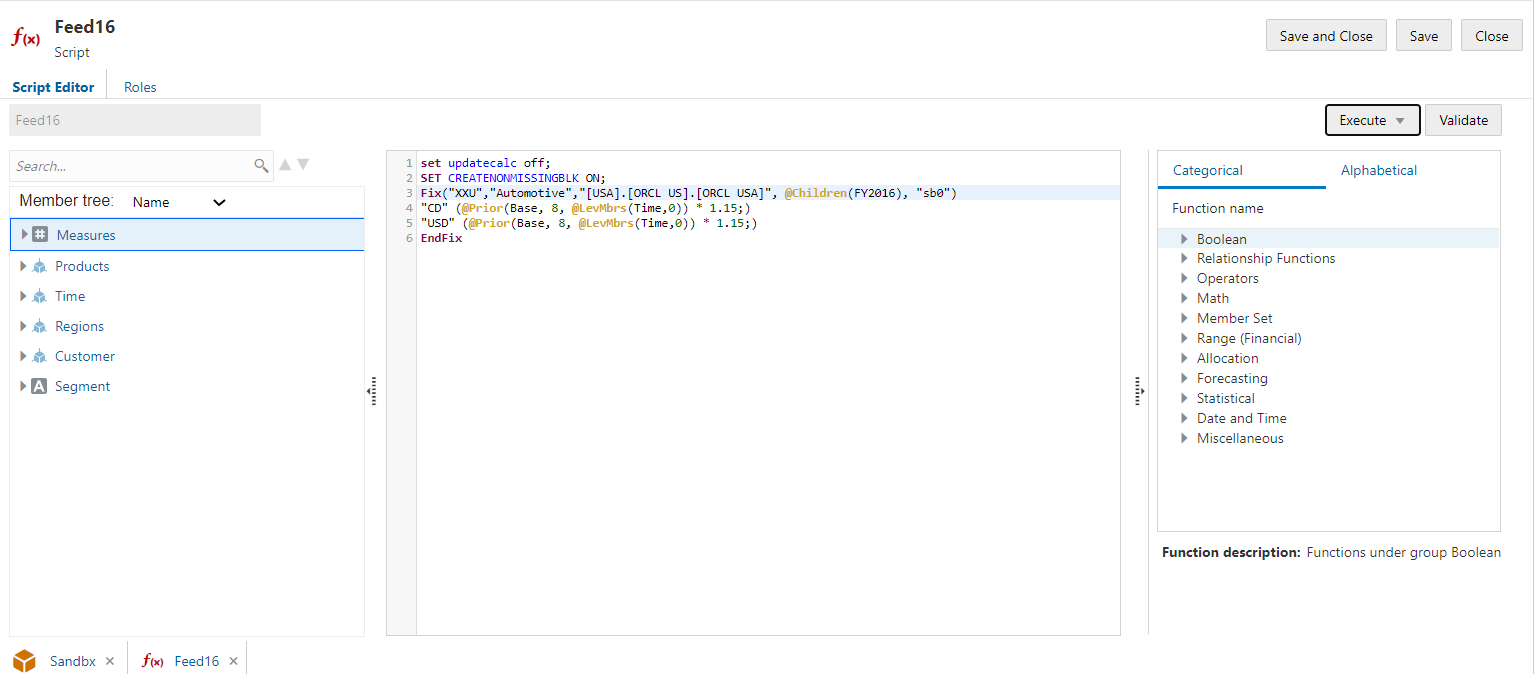 f(x) Feed16
Script
Save and Close Save Close
Script Editor Roles
Feed16
Execute Validate
Search...
Member tree: Name
Measures
Products
Time
Regions
Customer
A Segment
1 set updatecalc off;
2 SET CREATENONMISSINGBLK ON;
3 Fix("XXU","Automotive","[USA].[ORCL US].[ORCL USA]", @Children(FY2016), "sb0")
4 "CD" (@Prior(Base, 8, @LevMbrs(Time,0)) * 1.15;)
5 "USD" (@Prior(Base, 8, @LevMbrs(Time,0)) * 1.15;)
6 EndFix
Categorical Alphabetical
Function name
Boolean
Relationship Functions
Operators
Math
Member Set
Range (Financial)
Allocation
Forecasting
Statistical
Date and Time
Miscellaneous
Function description: Functions under group Boolean
Sandbx × f(x) Feed16 ×